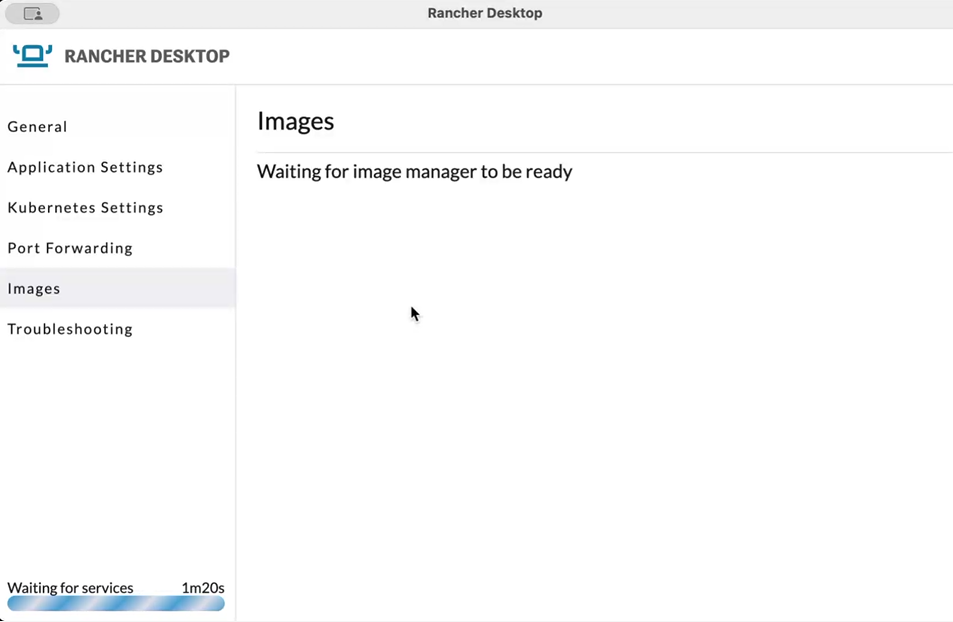 Rancher Desktop
RANCHER DESKTOP
General
Application Settings
Kubernetes Settings
Port Forwarding
Images
Troubleshooting
Waiting for services 1m20s
Images
Waiting for image manager to be ready